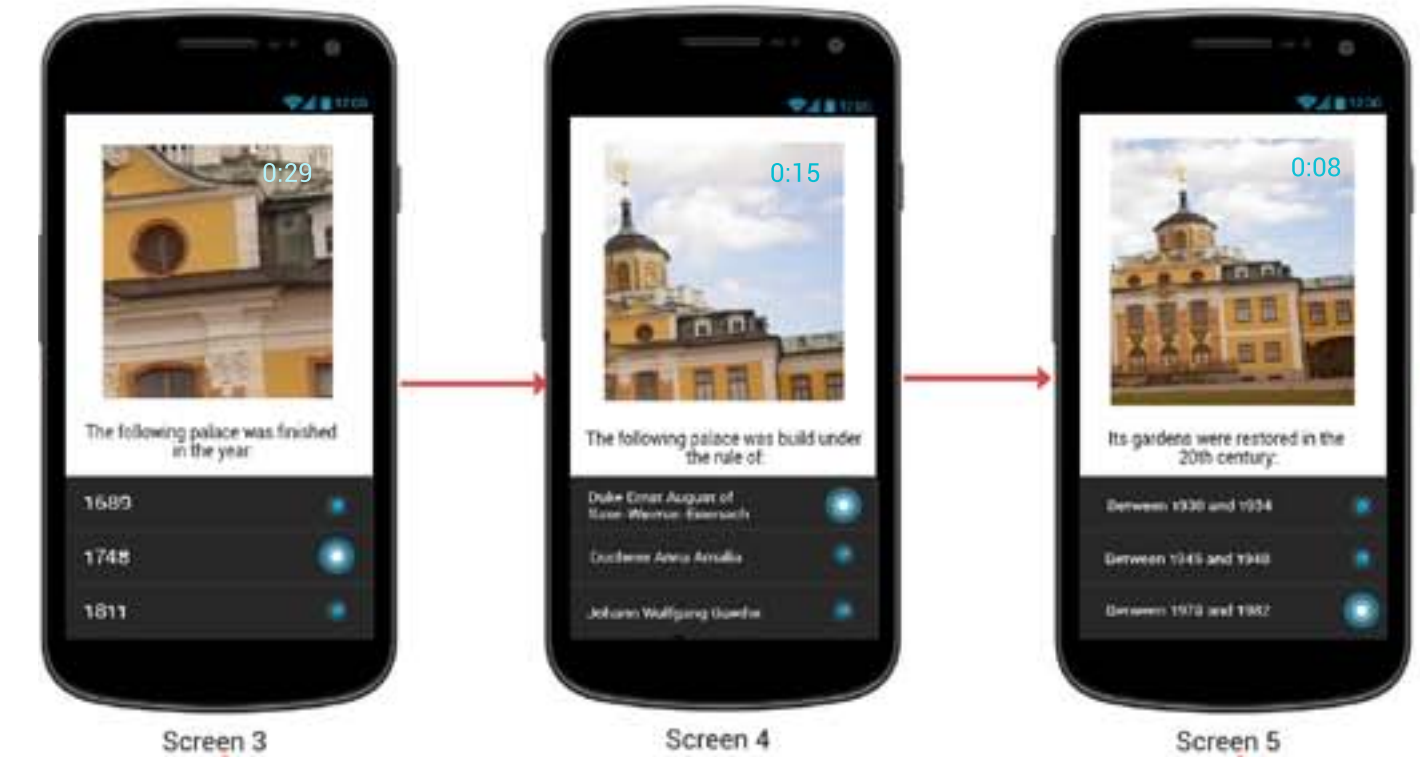 0:29
The following palace was finished
in the year:
1689
1748
1811
Screen 3
0:15
The following palace was build under
the rule of:
Duke Ernst August of
Anna Amalia
Johann Wolfgang
Screen 4
0:08
Its gardens were restored in the
20th century:
Between 1930 and 1934
Between 1945 and 1948
Between 1978 and 1982
Screen 5